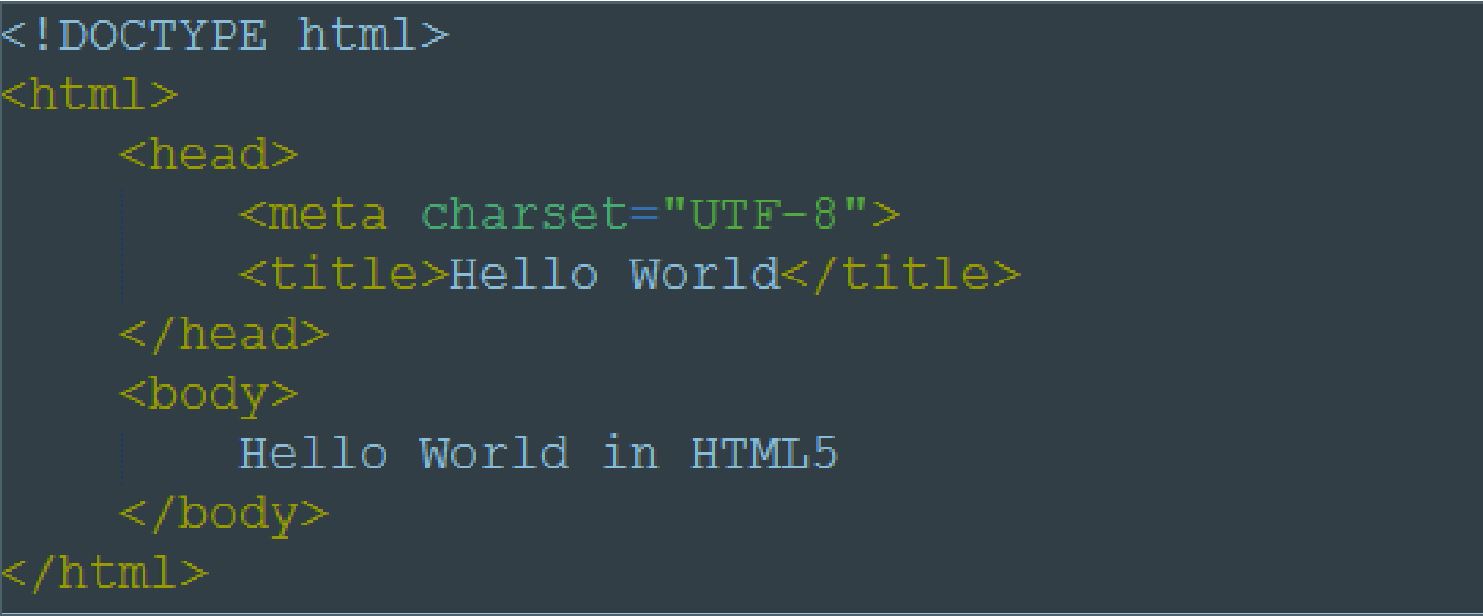 <!DOCTYPE html>
<html>
    <head>
        <meta charset="UTF-8">
        <title>Hello World</title>
    </head>
    <body>
        Hello World in HTML5
    </body>
</html>